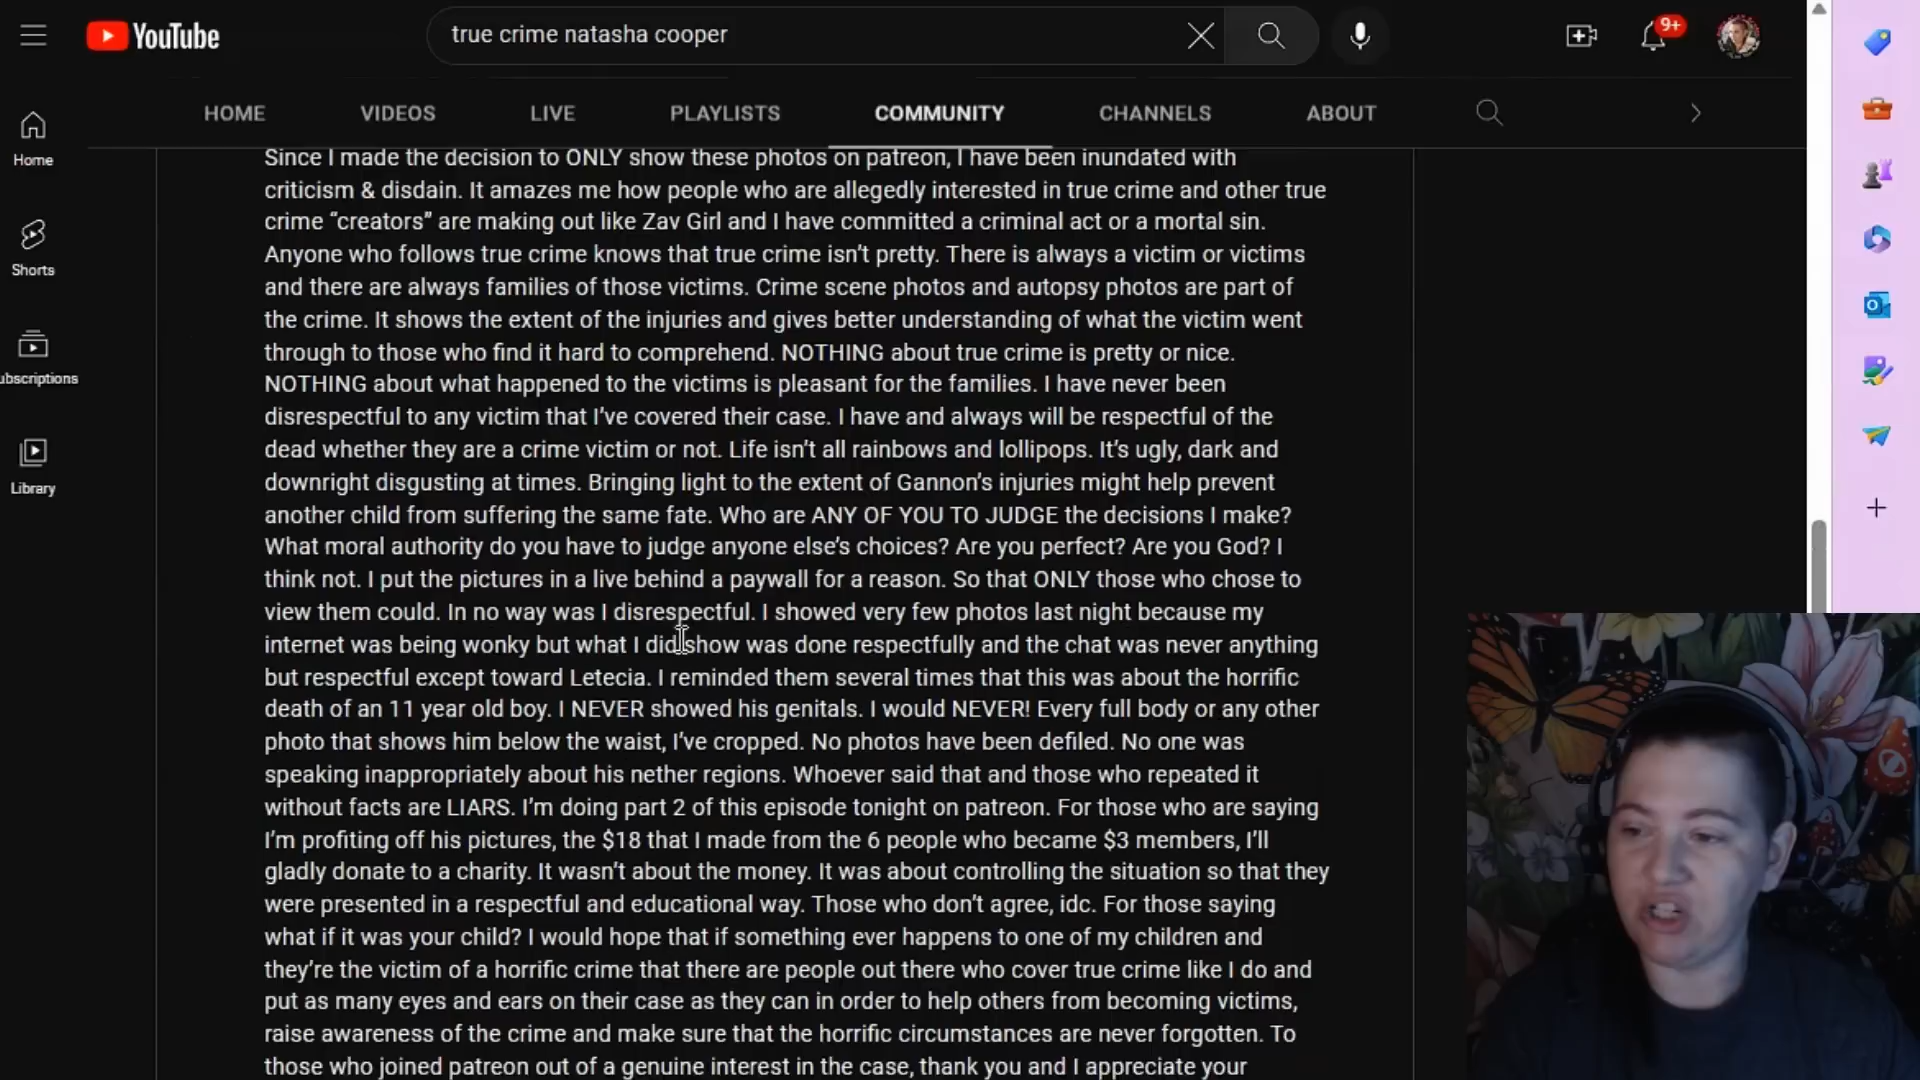 YouTube
true crime natasha cooper
9+
HOME VIDEOS LIVE PLAYLISTS COMMUNITY CHANNELS ABOUT
Home
Shorts
ubscriptions
Library
Since I made the decision to ONLY show these photos on patreon, I have been inundated with
criticism & disdain. It amazes me how people who are allegedly interested in true crime and other true
crime “creators” are making out like Zav Girl and I have committed a criminal act or a mortal sin.
Anyone who follows true crime knows that true crime isn’t pretty. There is always a victim or victims
and there are always families of those victims. Crime scene photos and autopsy photos are part of
the crime. It shows the extent of the injuries and gives better understanding of what the victim went
through to those who find it hard to comprehend. NOTHING about true crime is pretty or nice.
NOTHING about what happened to the victims is pleasant for the families. I have never been
disrespectful to any victim that I’ve covered their case. I have and always will be respectful of the
dead whether they are a crime victim or not. Life isn’t all rainbows and lollipops. It’s ugly, dark and
downright disgusting at times. Bringing light to the extent of Gannon’s injuries might help prevent
another child from suffering the same fate. Who are ANY OF YOU TO JUDGE the decisions I make?
What moral authority do you have to judge anyone else’s choices? Are you perfect? Are you God? I
think not. I put the pictures in a live behind a paywall for a reason. So that ONLY those who chose to
view them could. In no way was I disrespectful. I showed very few photos last night because my
internet was being wonky but what I did show was done respectfully and the chat was never anything
but respectful except toward Letecia. I reminded them several times that this was about the horrific
death of an 11 year old boy. I NEVER showed his genitals. I would NEVER! Every full body or any other
photo that shows him below the waist, I’ve cropped. No photos have been defiled. No one was
speaking inappropriately about his nether regions. Whoever said that and those who repeated it
without facts are LIARS. I’m doing part 2 of this episode tonight on patreon. For those who are saying
I’m profiting off his pictures, the $18 that I made from the 6 people who became $3 members, I’ll
gladly donate to a charity. It wasn’t about the money. It was about controlling the situation so that they
were presented in a respectful and educational way. Those who don’t agree, idc. For those saying
what if it was your child? I would hope that if something ever happens to one of my children and
they’re the victim of a horrific crime that there are people out there who cover true crime like I do and
put as many eyes and ears on their case as they can in order to help others from becoming victims,
raise awareness of the crime and make sure that the horrific circumstances are never forgotten. To
those who joined patreon out of a genuine interest in the case, thank you and I appreciate your